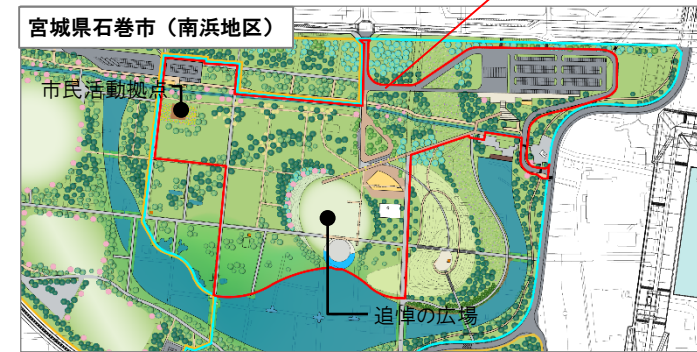 宮城県石巻市（南浜地区）
市民活動拠点
追悼の広場